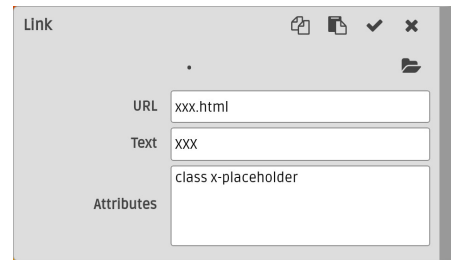 Link
URL
xxx.html
Text
XXX
Attributes
class x-placeholder